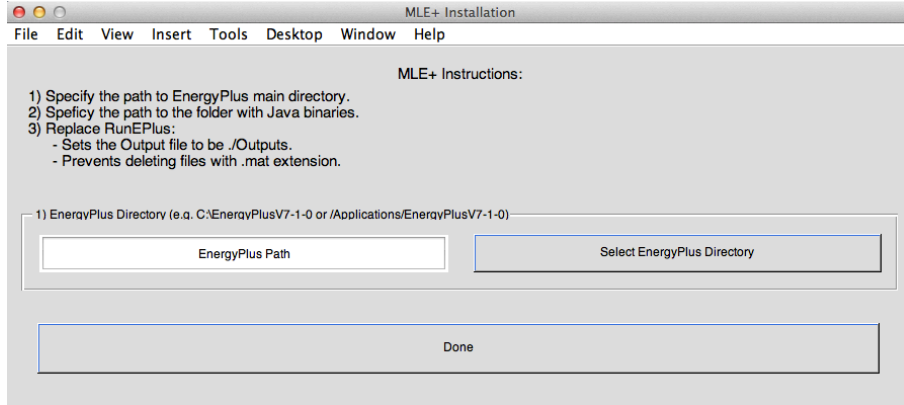 MLE+ Installation
File Edit View Insert Tools Desktop Window Help
MLE+ Instructions:
1) Specify the path to EnergyPlus main directory.
2) Speficy the path to the folder with Java binaries.
3) Replace RunEPlus:
- Sets the Output file to be ./Outputs.
- Prevents deleting files with .mat extension.
1) EnergyPlus Directory (e.g. C:\EnergyPlusV7-1-0 or /Applications/EnergyPlusV7-1-0)
EnergyPlus Path
Select EnergyPlus Directory
Done